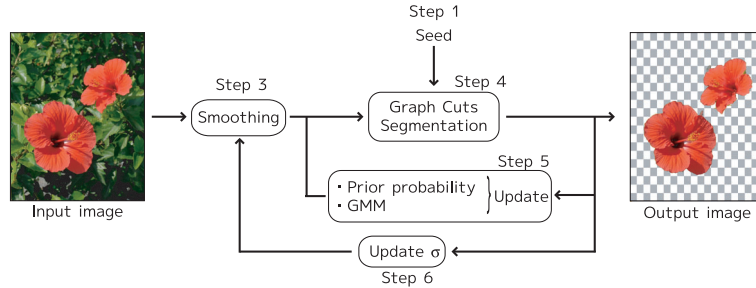 Step 1
Seed
Step 3
Step 4
Smoothing
Graph Cuts
Segmentation
Step 5
・Prior probability
・GMM
Update
Input image
Output image
Update σ
Step 6